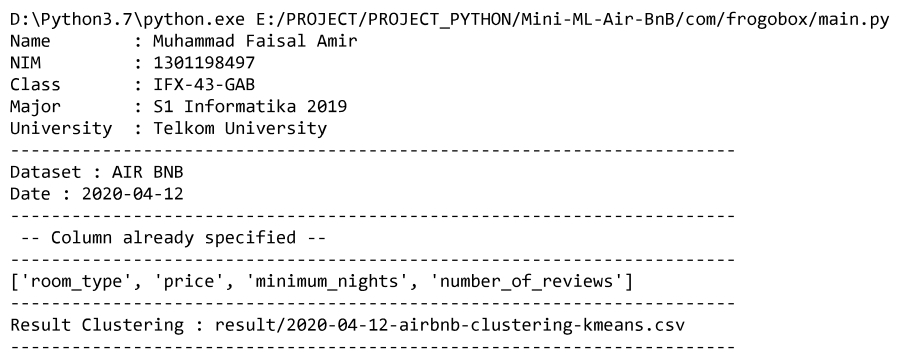 D:\Python3.7\python.exe E:/PROJECT/PROJECT_PYTHON/Mini-ML-Air-BnB/com/frogobox/main.py
Name        : Muhammad Faisal Amir
NIM         : 1301198497
Class       : IFX-43-GAB
Major       : S1 Informatika 2019
University  : Telkom University
-----------------------------------------------------------------------
Dataset : AIR BNB
Date : 2020-04-12
-----------------------------------------------------------------------
 -- Column already specified --
-----------------------------------------------------------------------
['room_type', 'price', 'minimum_nights', 'number_of_reviews']
-----------------------------------------------------------------------
Result Clustering : result/2020-04-12-airbnb-clustering-kmeans.csv
-----------------------------------------------------------------------